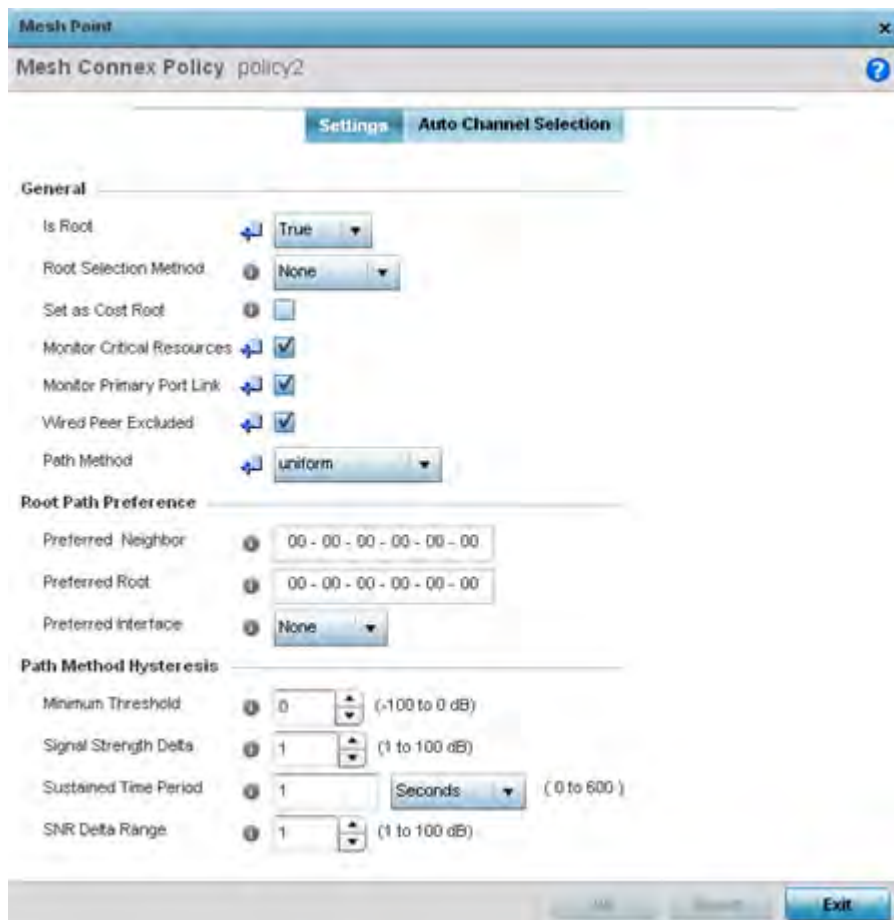 Mesh Point
Mesh Connex Policy policy2
Settings Auto Channel Selection
General
Is Root True
Root Selection Method None
Set as Cost Root
Monitor Critical Resources
Monitor Primary Port Link
Wired Peer Excluded
Path Method uniform
Root Path Preference
Preferred Neighbor 00 - 00 - 00 - 00 - 00 - 00
Preferred Root 00 - 00 - 00 - 00 - 00 - 00
Preferred Interface None
Path Method Hysteresis
Minimum Threshold 0 (-100 to 0 dB)
Signal Strength Delta 1 (1 to 100 dB)
Sustained Time Period 1 Seconds ( 0 to 600 )
SNR Delta Range 1 (1 to 100 dB)
Exit